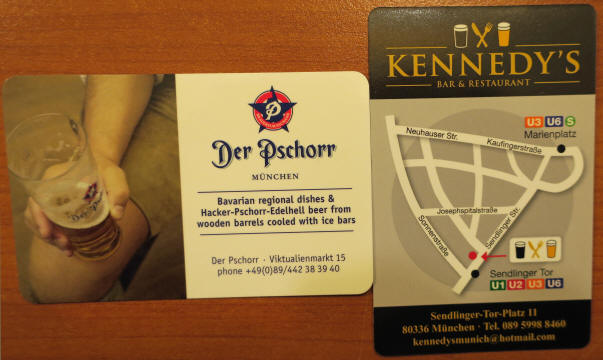 Der Pschorr
P
Der Pschorr
MÜNCHEN
Bavarian regional dishes &
Hacker-Pschorr-Edelhell beer from
wooden barrels cooled with ice bars
Der Pschorr · Viktualienmarkt 15
phone +49(0)89/442 38 39 40
KENNEDY'S
BAR & RESTAURANT
U3 U6 S
Marienplatz
Neuhauser Str.
Kaufingerstraße
Josephspitalstraße
Sonnenstraße
Sendlinger Str.
Sendlinger Tor
U1 U2 U3 U6
Sendlinger-Tor-Platz 11
80336 München · Tel. 089 5998 8460
kennedysmunich@hotmail.com